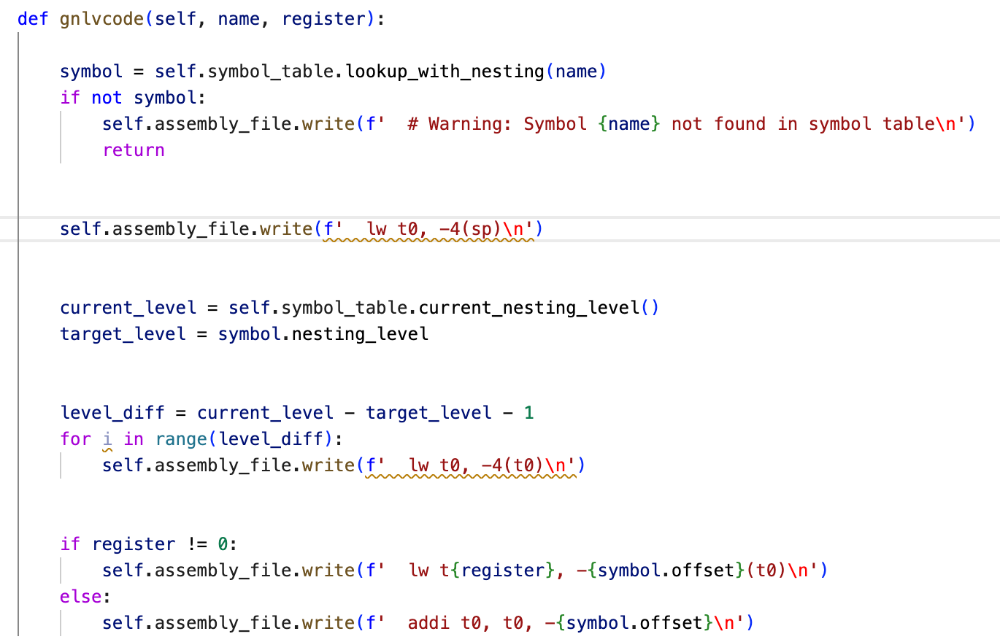 def gnlvcode(self, name, register):
symbol = self.symbol_table.lookup_with_nesting(name)
if not symbol:
self.assembly_file.write(f'  # Warning: Symbol {name} not found in symbol table\n')
return
self.assembly_file.write(f'  lw t0, -4(sp)\n')
current_level = self.symbol_table.current_nesting_level()
target_level = symbol.nesting_level
level_diff = current_level - target_level - 1
for i in range(level_diff):
self.assembly_file.write(f'  lw t0, -4(t0)\n')
if register != 0:
self.assembly_file.write(f'  lw t{register}, -{symbol.offset}(t0)\n')
else:
self.assembly_file.write(f'  addi t0, t0, -{symbol.offset}\n')